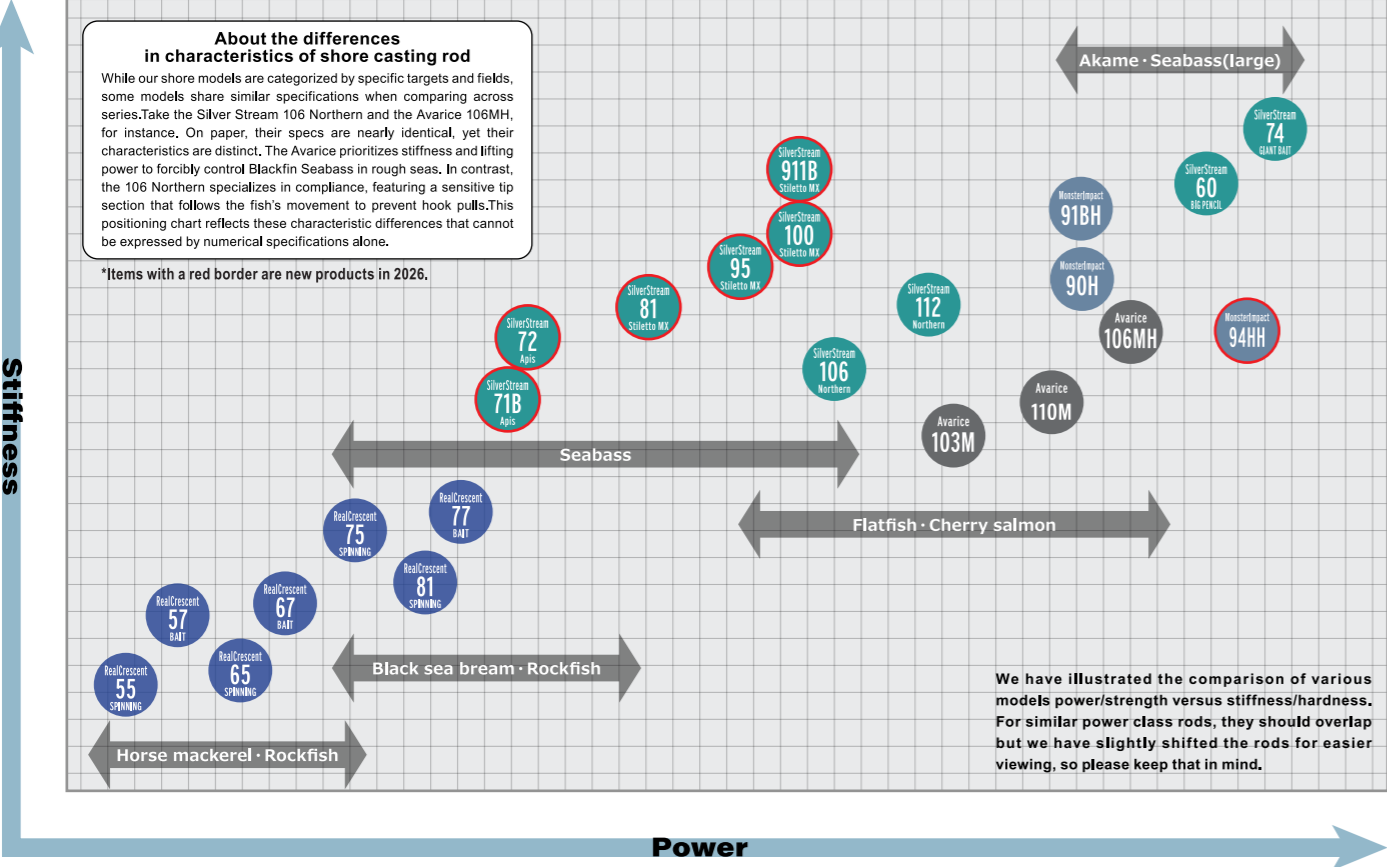 About the differences
in characteristics of shore casting rod
While our shore models are categorized by specific targets and fields,
some models share similar specifications when comparing across
series.Take the Silver Stream 106 Northern and the Avarice 106MH,
for instance. On paper, their specs are nearly identical, yet their
characteristics are distinct. The Avarice prioritizes stiffness and lifting
power to forcibly control Blackfin Seabass in rough seas. In contrast,
the 106 Northern specializes in compliance, featuring a sensitive tip
section that follows the fish's movement to prevent hook pulls.This
positioning chart reflects these characteristic differences that cannot
be expressed by numerical specifications alone.
*Items with a red border are new products in 2026.
Akame・Seabass(large)
SilverStream
74
GIANT BAIT
SilverStream
60
BIG PENCIL
SilverStream
911B
Stiletto MX
MonsterImpact
91BH
SilverStream
100
Stiletto MX
SilverStream
95
Stiletto MX
MonsterImpact
90H
SilverStream
81
Stiletto MX
SilverStream
112
Northern
SilverStream
72
Apis
Avarice
106MH
MonsterImpact
94HH
SilverStream
106
Northern
SilverStream
71B
Apis
Avarice
110M
Avarice
103M
Stiffness
Seabass
RealCrescent
77
BAIT
RealCrescent
75
SPINNING
Flatfish・Cherry salmon
RealCrescent
81
SPINNING
RealCrescent
67
BAIT
RealCrescent
57
BAIT
RealCrescent
65
SPINNING
RealCrescent
55
SPINNING
Black sea bream・Rockfish
Horse mackerel・Rockfish
We have illustrated the comparison of various
models power/strength versus stiffness/hardness.
For similar power class rods, they should overlap
but we have slightly shifted the rods for easier
viewing, so please keep that in mind.
Power